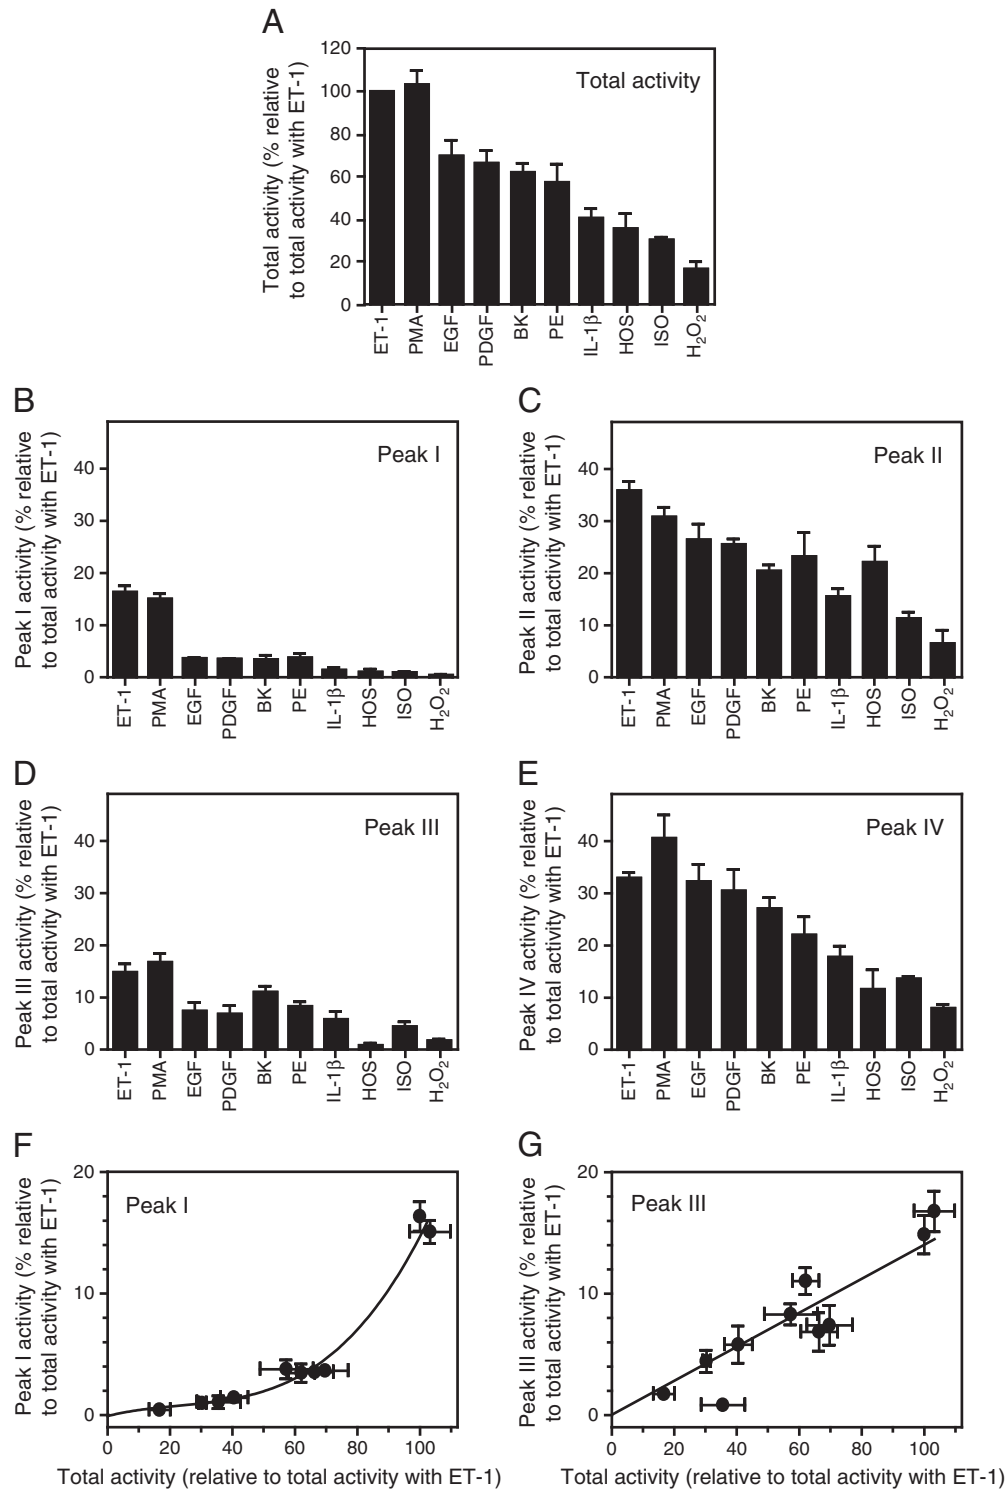 A
Total activity (% relative
to total activity with ET-1)
120
100
80
60
40
20
0
Total activity
ET-1 PMA EGF PDGF BK PE IL-1β HOS ISO H₂O₂
B
Peak I activity (% relative
to total activity with ET-1)
40
30
20
10
0
Peak I
ET-1 PMA EGF PDGF BK PE IL-1β HOS ISO H₂O₂
C
Peak II activity (% relative
to total activity with ET-1)
40
30
20
10
0
Peak II
ET-1 PMA EGF PDGF BK PE IL-1β HOS ISO H₂O₂
D
Peak III activity (% relative
to total activity with ET-1)
40
30
20
10
0
Peak III
ET-1 PMA EGF PDGF BK PE IL-1β HOS ISO H₂O₂
E
Peak IV activity (% relative
to total activity with ET-1)
40
30
20
10
0
Peak IV
ET-1 PMA EGF PDGF BK PE IL-1β HOS ISO H₂O₂
F
Peak I activity (% relative
to total activity with ET-1)
20
10
0
Peak I
0 20 40 60 80 100
Total activity (relative to total activity with ET-1)
G
Peak III activity (% relative
to total activity with ET-1)
20
10
0
Peak III
0 20 40 60 80 100
Total activity (relative to total activity with ET-1)